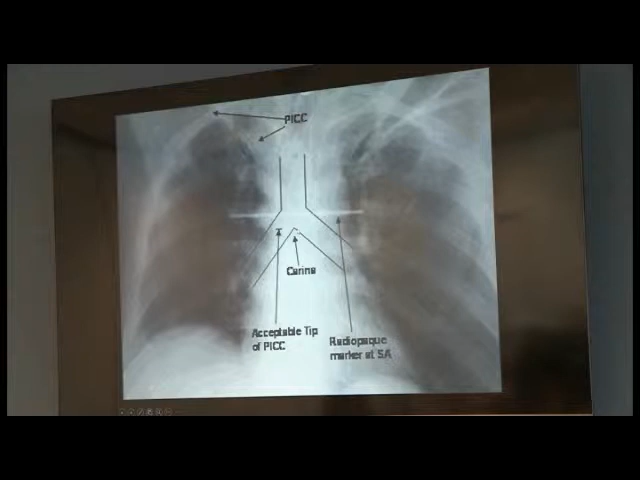 PICC
Carina
Acceptable Tip
of PICC
Radiopaque
marker at SA